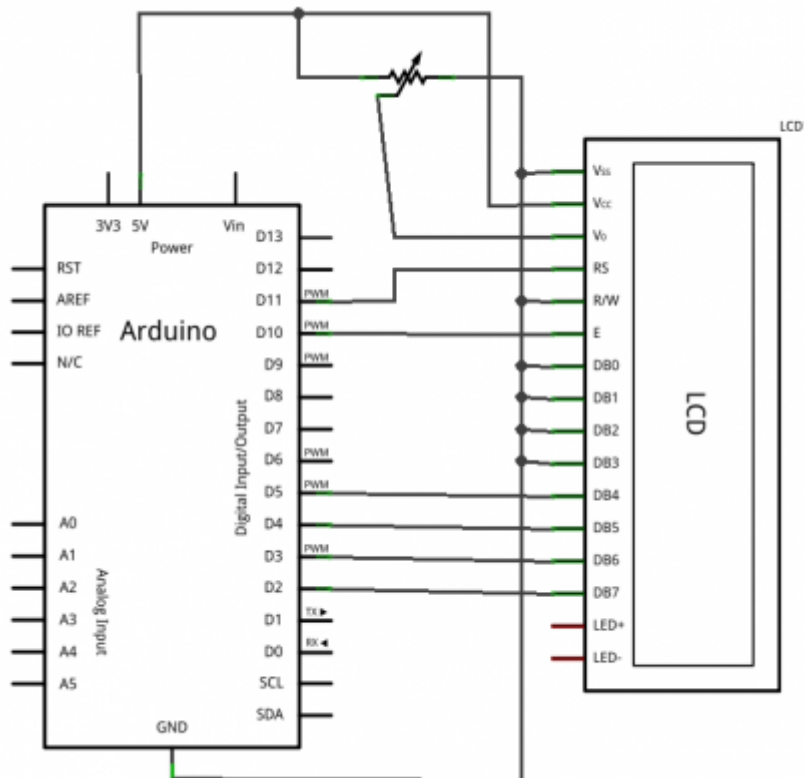 LCD
3V3 5V Vin
Power
Arduino
RST
AREF
IO REF
N/C
A0
A1
A2
A3
A4
A5
Analog Input
Digital Input/Output
D13
D12
D11 PWM
D10 PWM
D9 PWM
D8
D7
D6 PWM
D5 PWM
D4
D3 PWM
D2
D1 TX
D0 RX
SCL
SDA
GND
Vss
Vcc
V0
RS
R/W
E
DB0
DB1
DB2
DB3
DB4
DB5
DB6
DB7
LED+
LED-
LCD